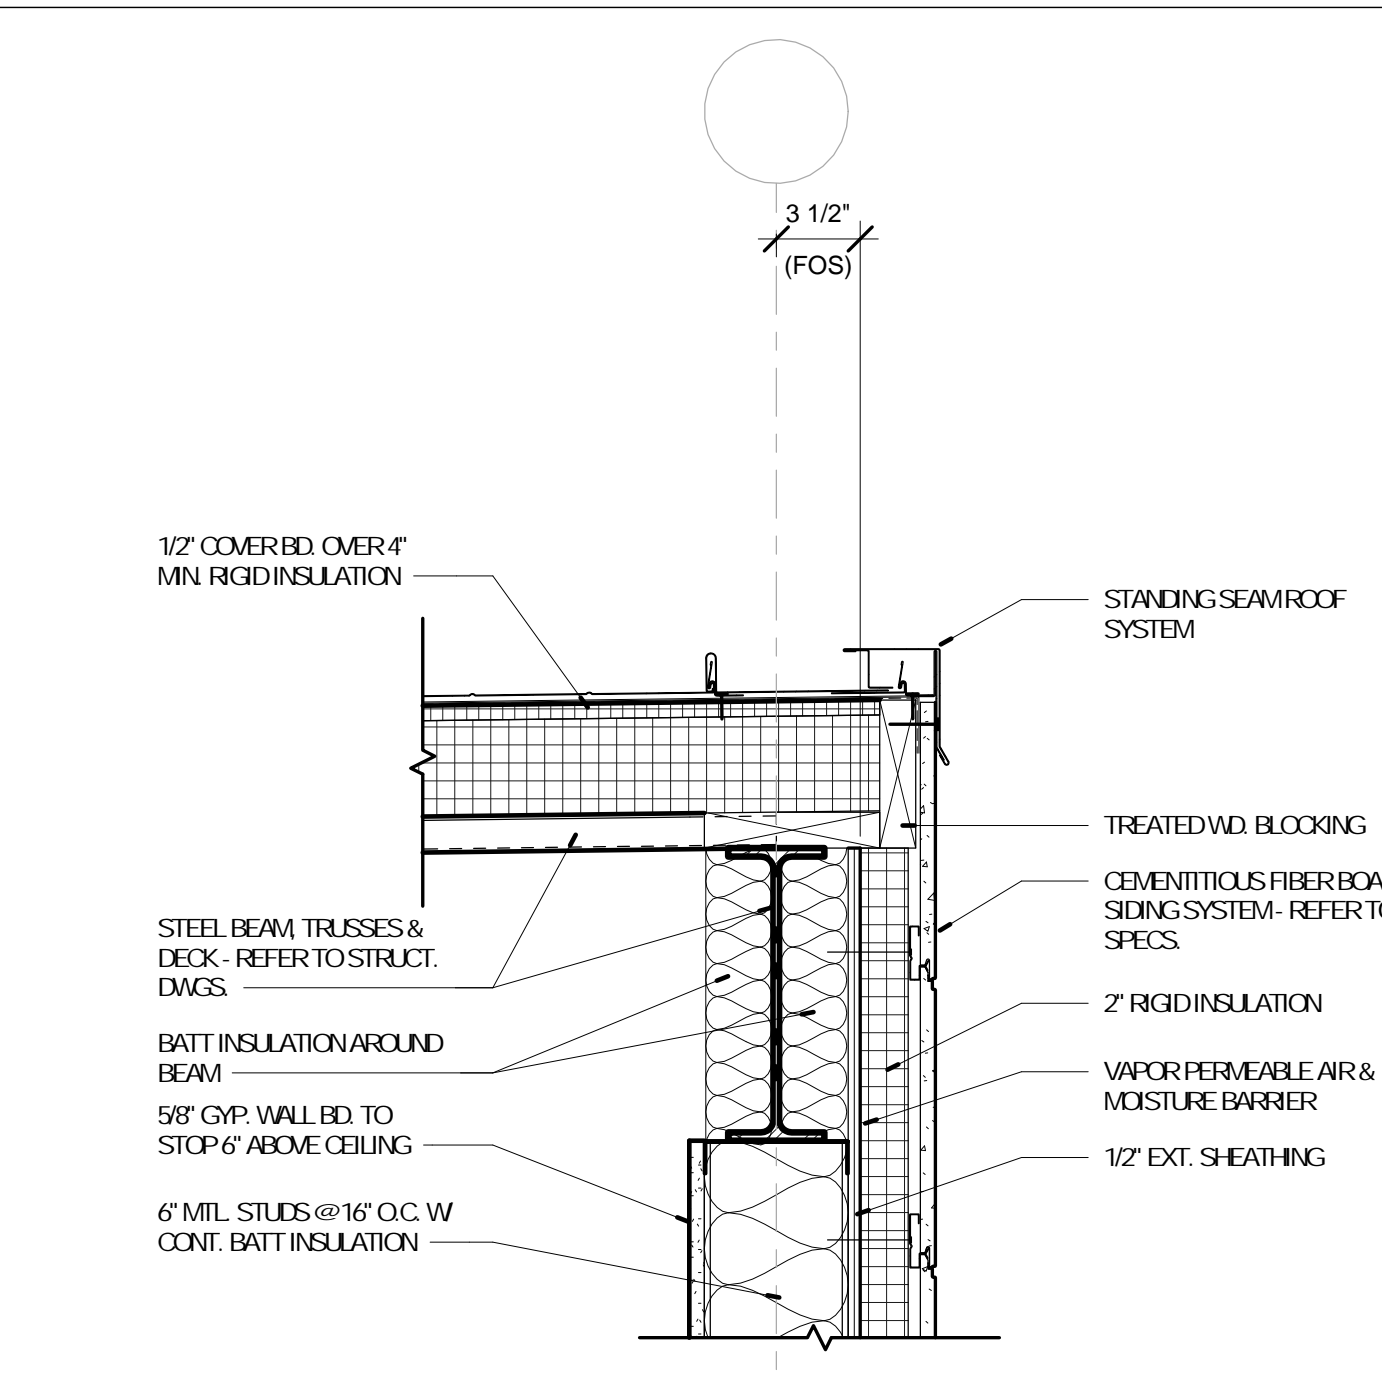 3 1/2"
(FOS)
1/2" COVER BD. OVER 4"
MIN. RIGID INSULATION
STEEL BEAM, TRUSSES &
DECK - REFER TO STRUCT.
DWGS.
BATT INSULATION AROUND
BEAM
5/8" GYP. WALL BD. TO
STOP 6" ABOVE CEILING
6" MTL. STUDS @ 16" O.C. W/
CONT. BATT INSULATION
STANDING SEAM ROOF
SYSTEM
TREATED WD. BLOCKING
CEMENTITIOUS FIBER BOA
SIDING SYSTEM - REFER TO
SPECS.
2" RIGID INSULATION
VAPOR PERMEABLE AIR &
MOISTURE BARRIER
1/2" EXT. SHEATHING